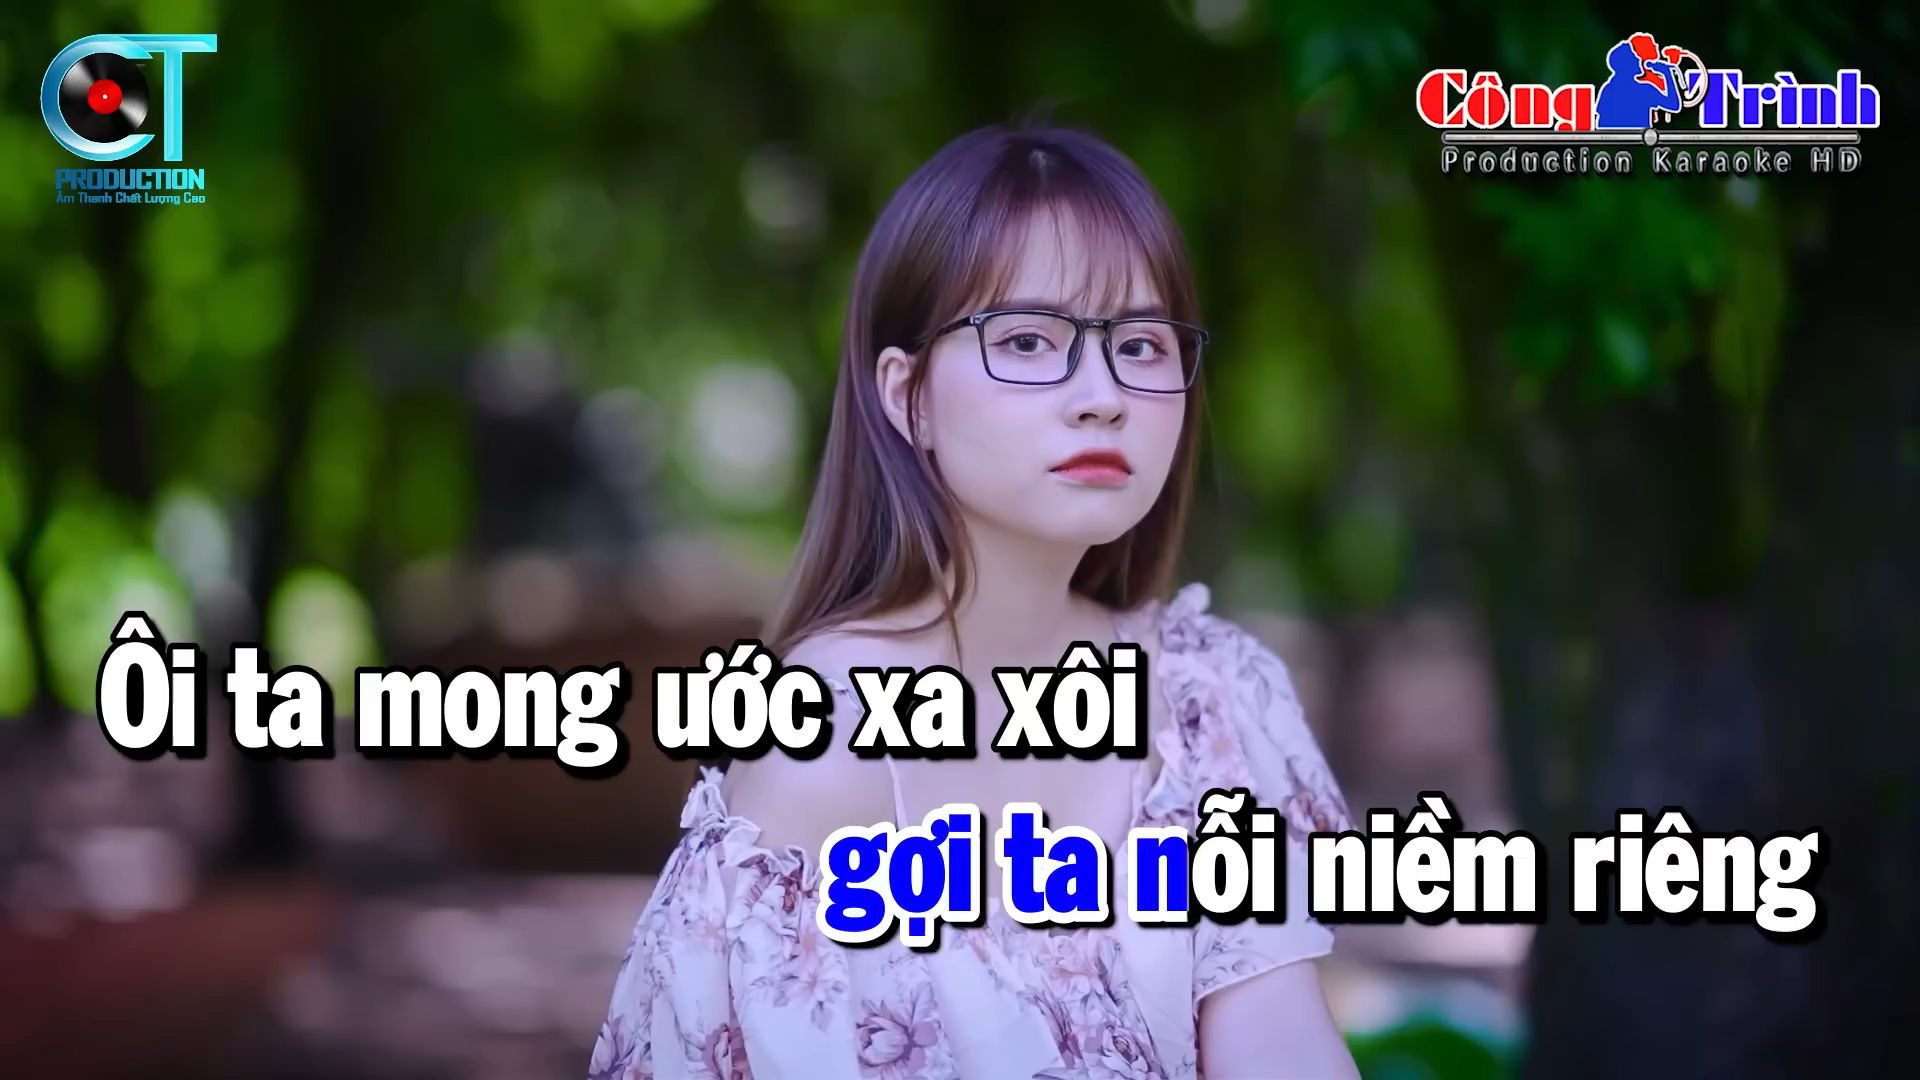 CT
PRODUCTION
Âm Thanh Chất Lượng Cao
Công Trình
Production Karaoke HD
Ôi ta mong ước xa xôi
gợi ta nỗi niềm riêng